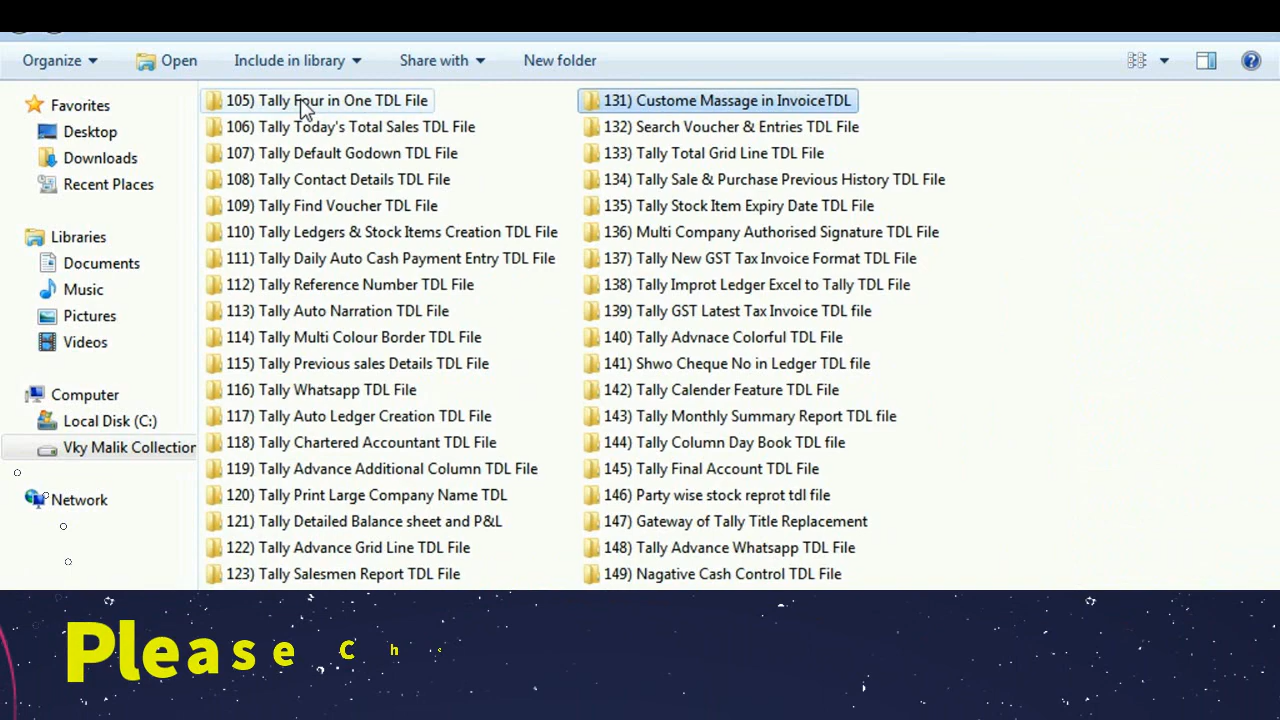 Organize Open Include in library Share with New folder
Favorites
Desktop
Downloads
Recent Places
Libraries
Documents
Music
Pictures
Videos
Computer
Local Disk (C:)
Vky Malik Collection
Network
105) Tally Four in One TDL File
106) Tally Today's Total Sales TDL File
107) Tally Default Godown TDL File
108) Tally Contact Details TDL File
109) Tally Find Voucher TDL File
110) Tally Ledgers & Stock Items Creation TDL File
111) Tally Daily Auto Cash Payment Entry TDL File
112) Tally Reference Number TDL File
113) Tally Auto Narration TDL File
114) Tally Multi Colour Border TDL File
115) Tally Previous sales Details TDL File
116) Tally Whatsapp TDL File
117) Tally Auto Ledger Creation TDL File
118) Tally Chartered Accountant TDL File
119) Tally Advance Additional Column TDL File
120) Tally Print Large Company Name TDL
121) Tally Detailed Balance sheet and P&L
122) Tally Advance Grid Line TDL File
123) Tally Salesmen Report TDL File
131) Custome Massage in InvoiceTDL
132) Search Voucher & Entries TDL File
133) Tally Total Grid Line TDL File
134) Tally Sale & Purchase Previous History TDL File
135) Tally Stock Item Expiry Date TDL File
136) Multi Company Authorised Signature TDL File
137) Tally New GST Tax Invoice Format TDL File
138) Tally Improt Ledger Excel to Tally TDL File
139) Tally GST Latest Tax Invoice TDL file
140) Tally Advnace Colorful TDL File
141) Shwo Cheque No in Ledger TDL file
142) Tally Calender Feature TDL File
143) Tally Monthly Summary Report TDL file
144) Tally Column Day Book TDL file
145) Tally Final Account TDL File
146) Party wise stock reprot tdl file
147) Gateway of Tally Title Replacement
148) Tally Advance Whatsapp TDL File
149) Nagative Cash Control TDL File
Please Ch